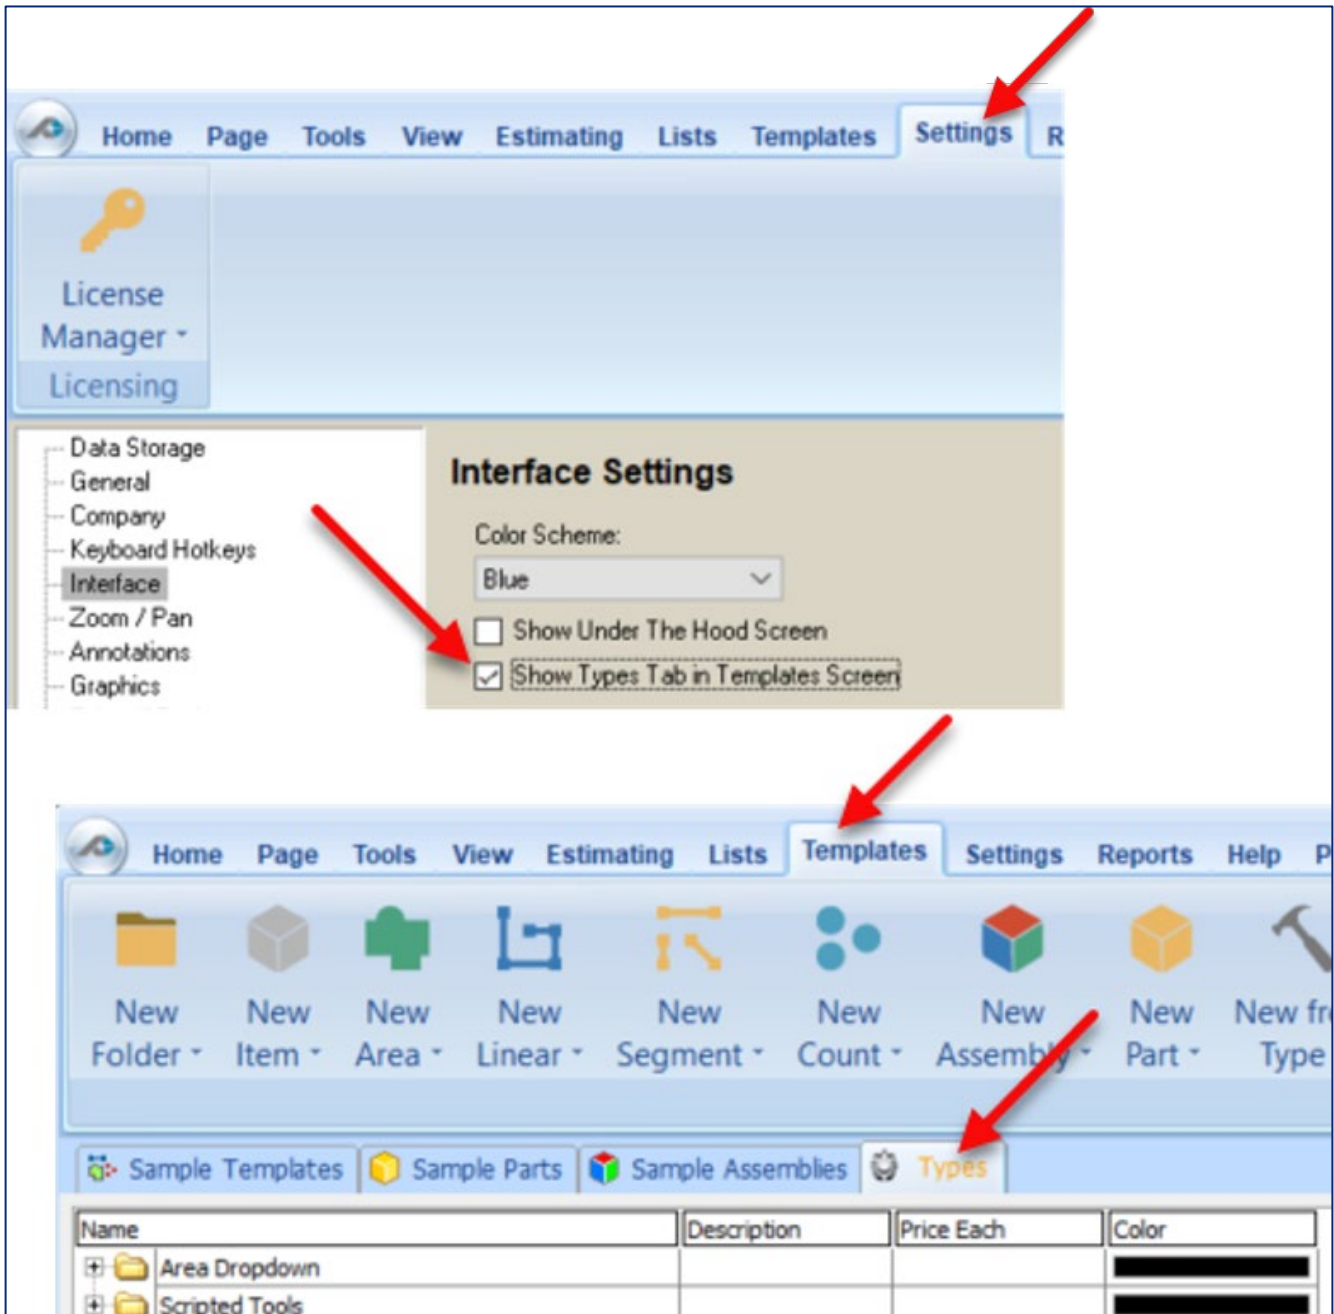 Home Page Tools View Estimating Lists Templates Settings R
License
Manager
Licensing
Data Storage
General
Company
Keyboard Hotkeys
Interface
Zoom / Pan
Annotations
Graphics
Interface Settings
Color Scheme:
Blue
Show Under The Hood Screen
Show Types Tab in Templates Screen
Home Page Tools View Estimating Lists Templates Settings Reports Help P
New Folder
New Item
New Area
New Linear
New Segment
New Count
New Assembly
New Part
New fr
Type
Sample Templates Sample Parts Sample Assemblies Types
Name Description Price Each Color
Area Dropdown
Scripted Tools